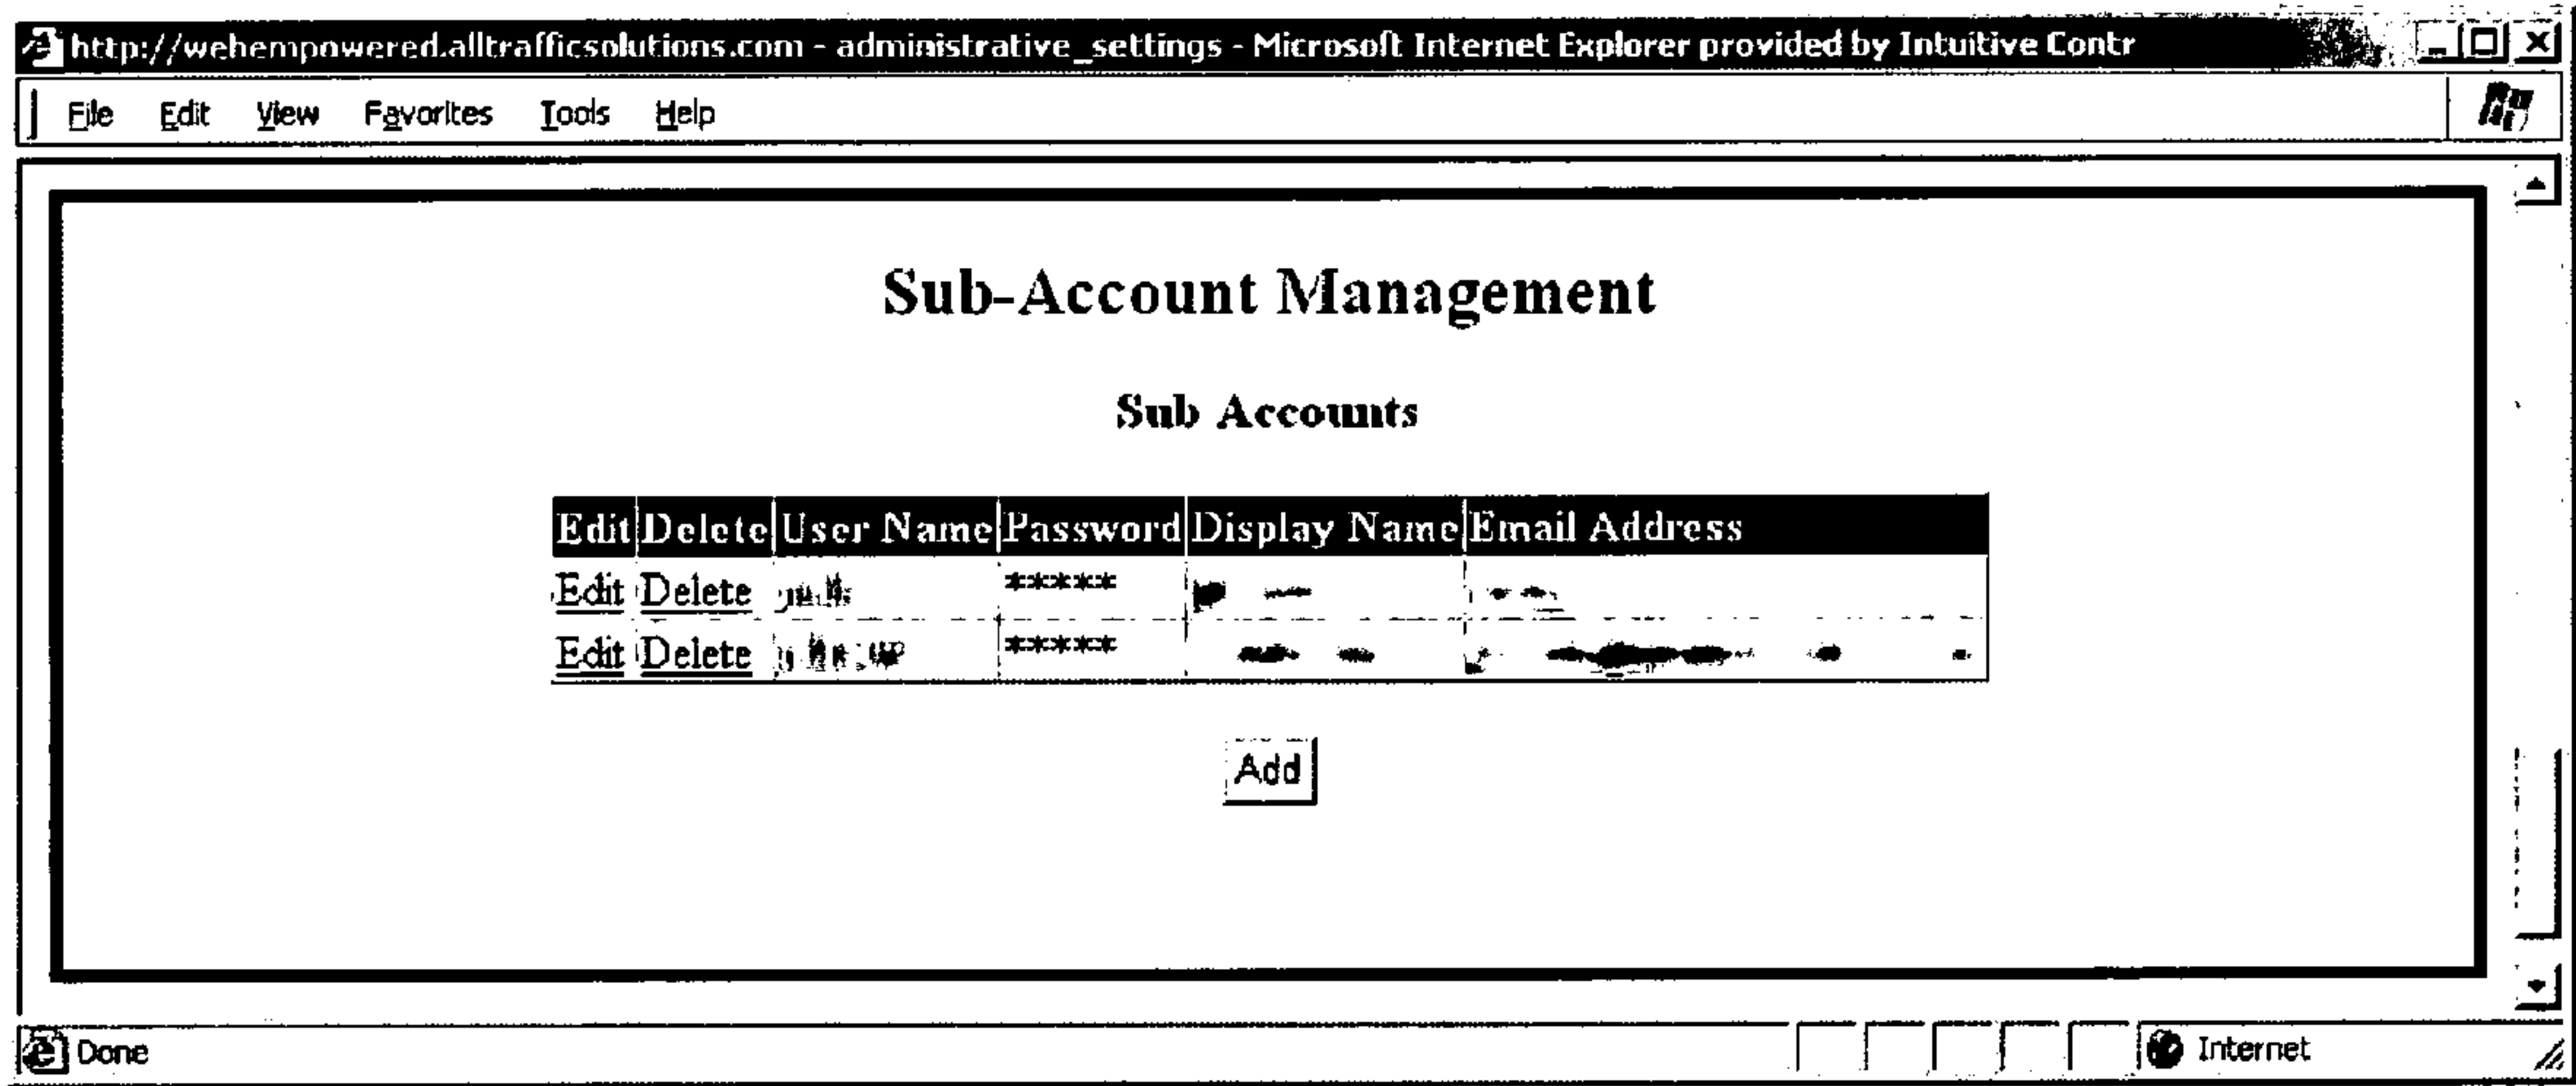 http://webempowered.alltrafficsolutions.com - administrative_settings - Microsoft Internet Explorer provided by Intuitive Contr
File Edit View Favorites Tools Help
Sub-Account Management
Sub Accounts
Edit Delete User Name Password Display Name Email Address
Edit Delete *****
Edit Delete *****
Add
Done Internet